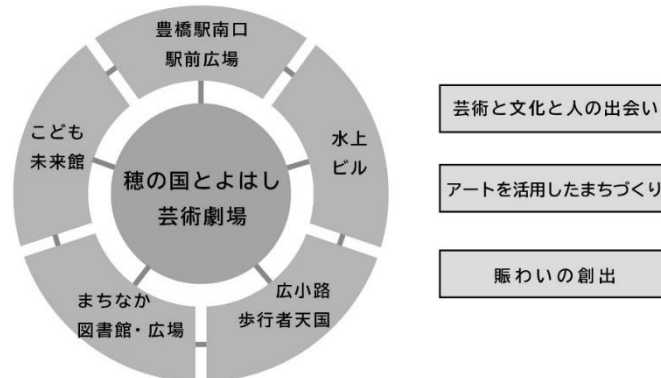 豊橋駅南口
駅前広場
こども
未来館
水上
ビル
穂の国とよはし
芸術劇場
まちなか
図書館・広場
広小路
歩行者天国
芸術と文化と人の出会い
アートを活用したまちづくり
賑わいの創出